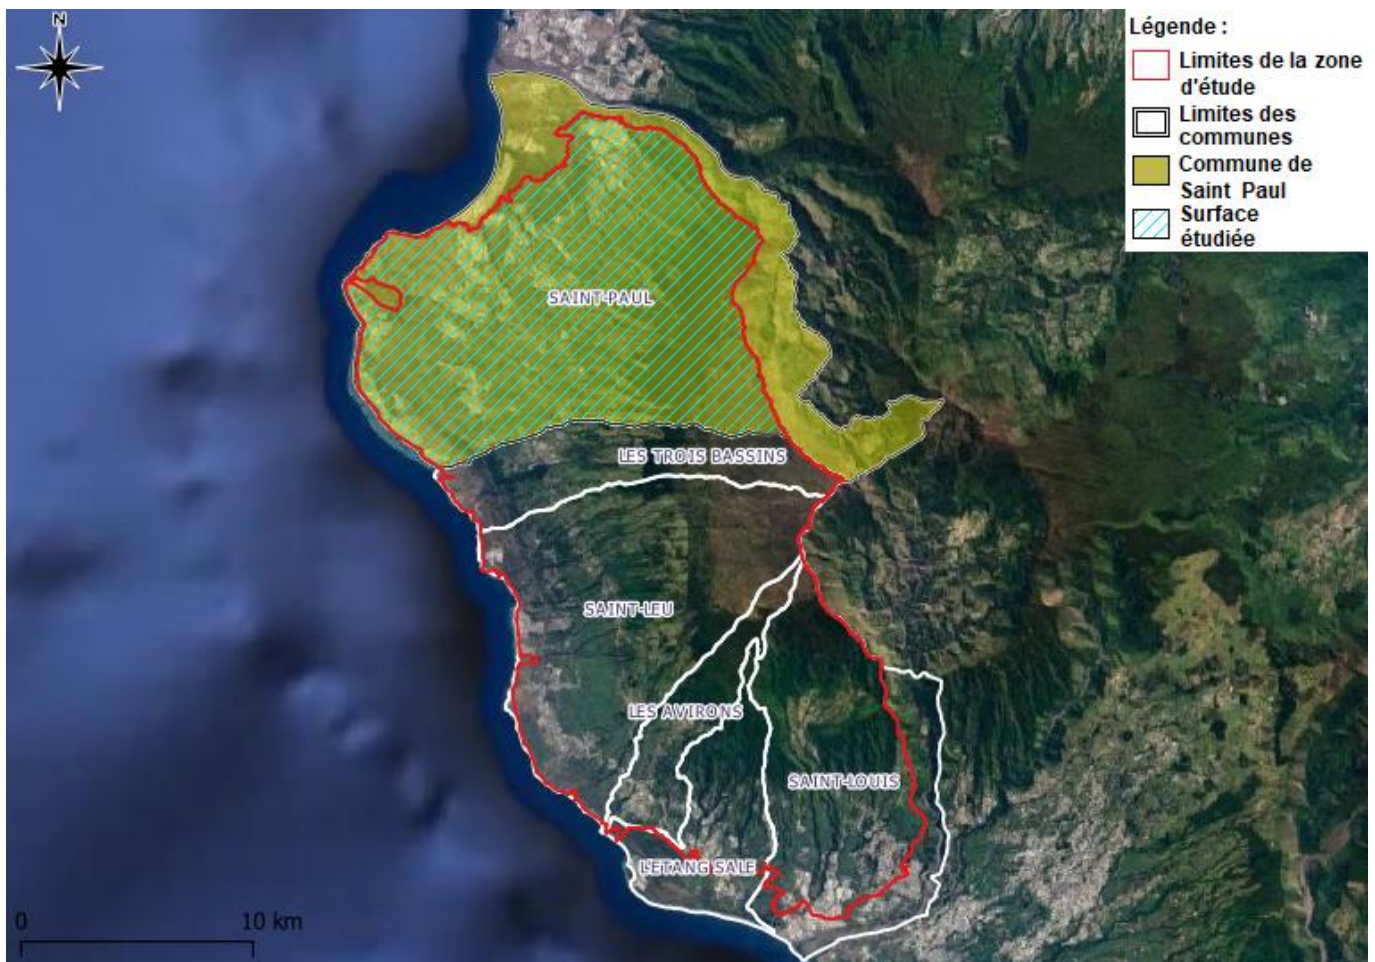 N
Légende :
Limites de la zone
d'étude
Limites des
communes
Commune de
Saint Paul
Surface
étudiée
SAINT-PAUL
LES TROIS BASSINS
SAINT-LEU
LES AVIRONS
SAINT-LOUIS
L'ETANG SALE
0 10 km